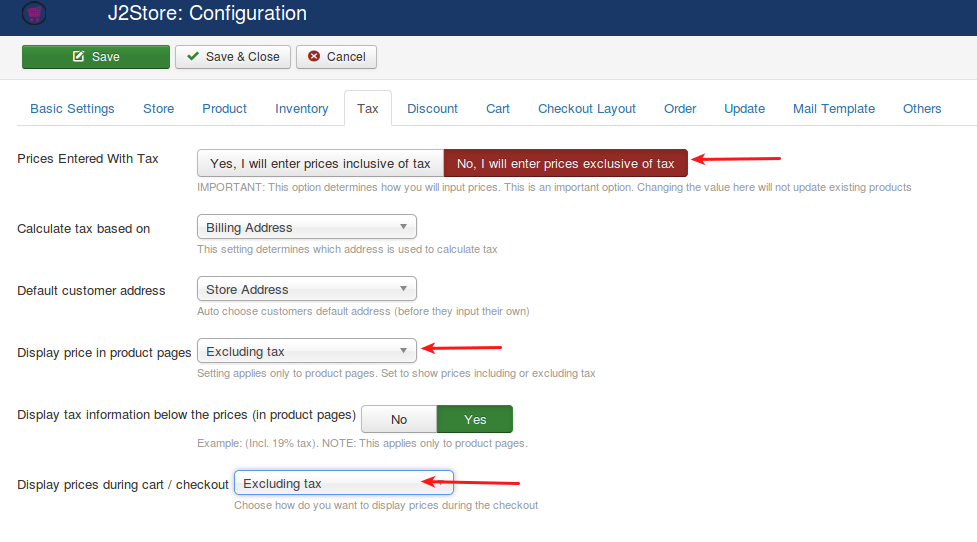 J2Store: Configuration
Save Save & Close Cancel
Basic Settings Store Product Inventory Tax Discount Cart Checkout Layout Order Update Mail Template Others
Prices Entered With Tax Yes, I will enter prices inclusive of tax No, I will enter prices exclusive of tax
IMPORTANT: This option determines how you will input prices. This is an important option. Changing the value here will not update existing products
Calculate tax based on Billing Address
This setting determines which address is used to calculate tax
Default customer address Store Address
Auto choose customers default address (before they input their own)
Display price in product pages Excluding tax
Setting applies only to product pages. Set to show prices including or excluding tax
Display tax information below the prices (in product pages) No Yes
Example: (Incl. 19% tax). NOTE: This applies only to product pages.
Display prices during cart / checkout Excluding tax
Choose how do you want to display prices during the checkout